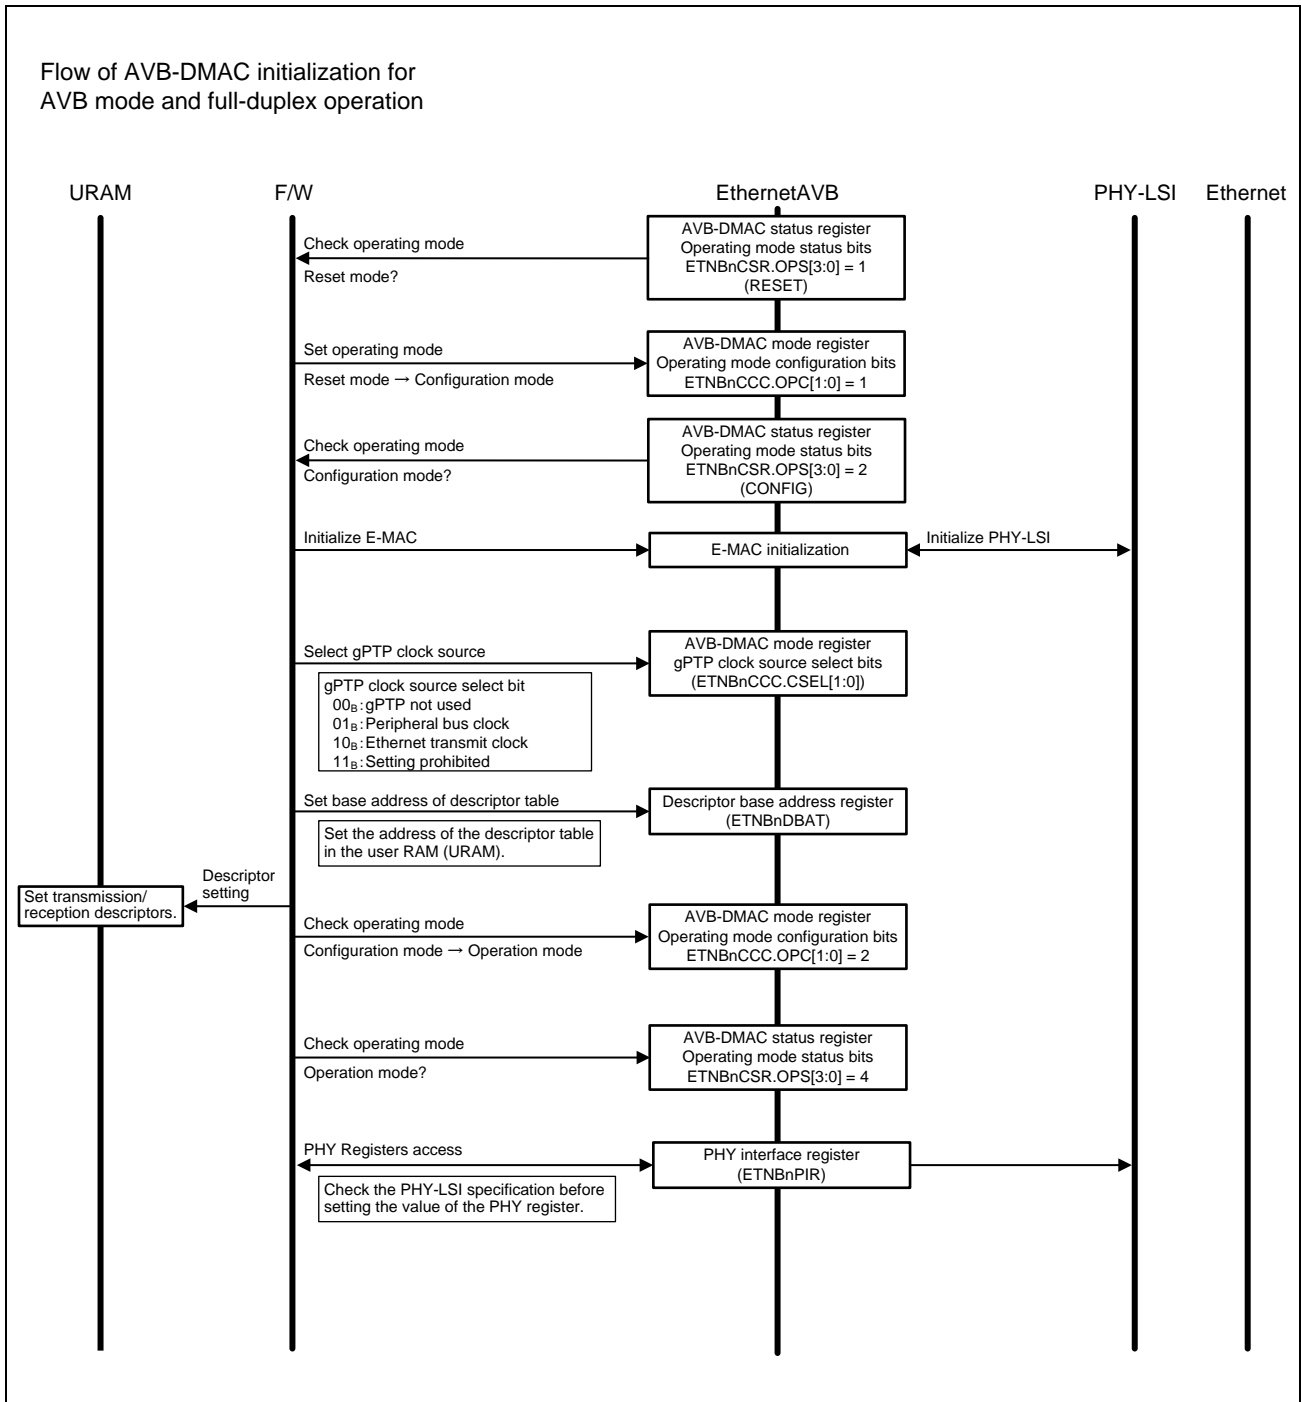 Flow of AVB-DMAC initialization for
AVB mode and full-duplex operation
URAM
F/W
EthernetAVB
PHY-LSI
Ethernet
Check operating mode
Reset mode?
AVB-DMAC status register
Operating mode status bits
ETNBnCSR.OPS[3:0] = 1
(RESET)
Set operating mode
Reset mode → Configuration mode
AVB-DMAC mode register
Operating mode configuration bits
ETNBnCCC.OPC[1:0] = 1
Check operating mode
Configuration mode?
AVB-DMAC status register
Operating mode status bits
ETNBnCSR.OPS[3:0] = 2
(CONFIG)
Initialize E-MAC
E-MAC initialization
Initialize PHY-LSI
Select gPTP clock source
AVB-DMAC mode register
gPTP clock source select bits
(ETNBnCCC.CSEL[1:0])
gPTP clock source select bit
00B: gPTP not used
01B: Peripheral bus clock
10B: Ethernet transmit clock
11B: Setting prohibited
Set base address of descriptor table
Descriptor base address register
(ETNBnDBAT)
Set the address of the descriptor table
in the user RAM (URAM).
Descriptor
setting
Set transmission/
reception descriptors.
Check operating mode
Configuration mode → Operation mode
AVB-DMAC mode register
Operating mode configuration bits
ETNBnCCC.OPC[1:0] = 2
Check operating mode
Operation mode?
AVB-DMAC status register
Operating mode status bits
ETNBnCSR.OPS[3:0] = 4
PHY Registers access
PHY interface register
(ETNBnPIR)
Check the PHY-LSI specification before
setting the value of the PHY register.